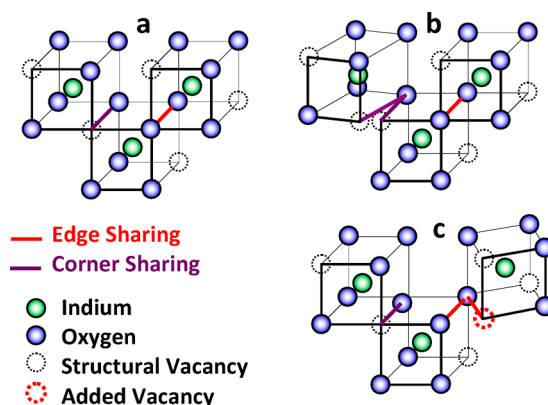 a
b
c
Edge Sharing
Corner Sharing
Indium
Oxygen
Structural Vacancy
Added Vacancy